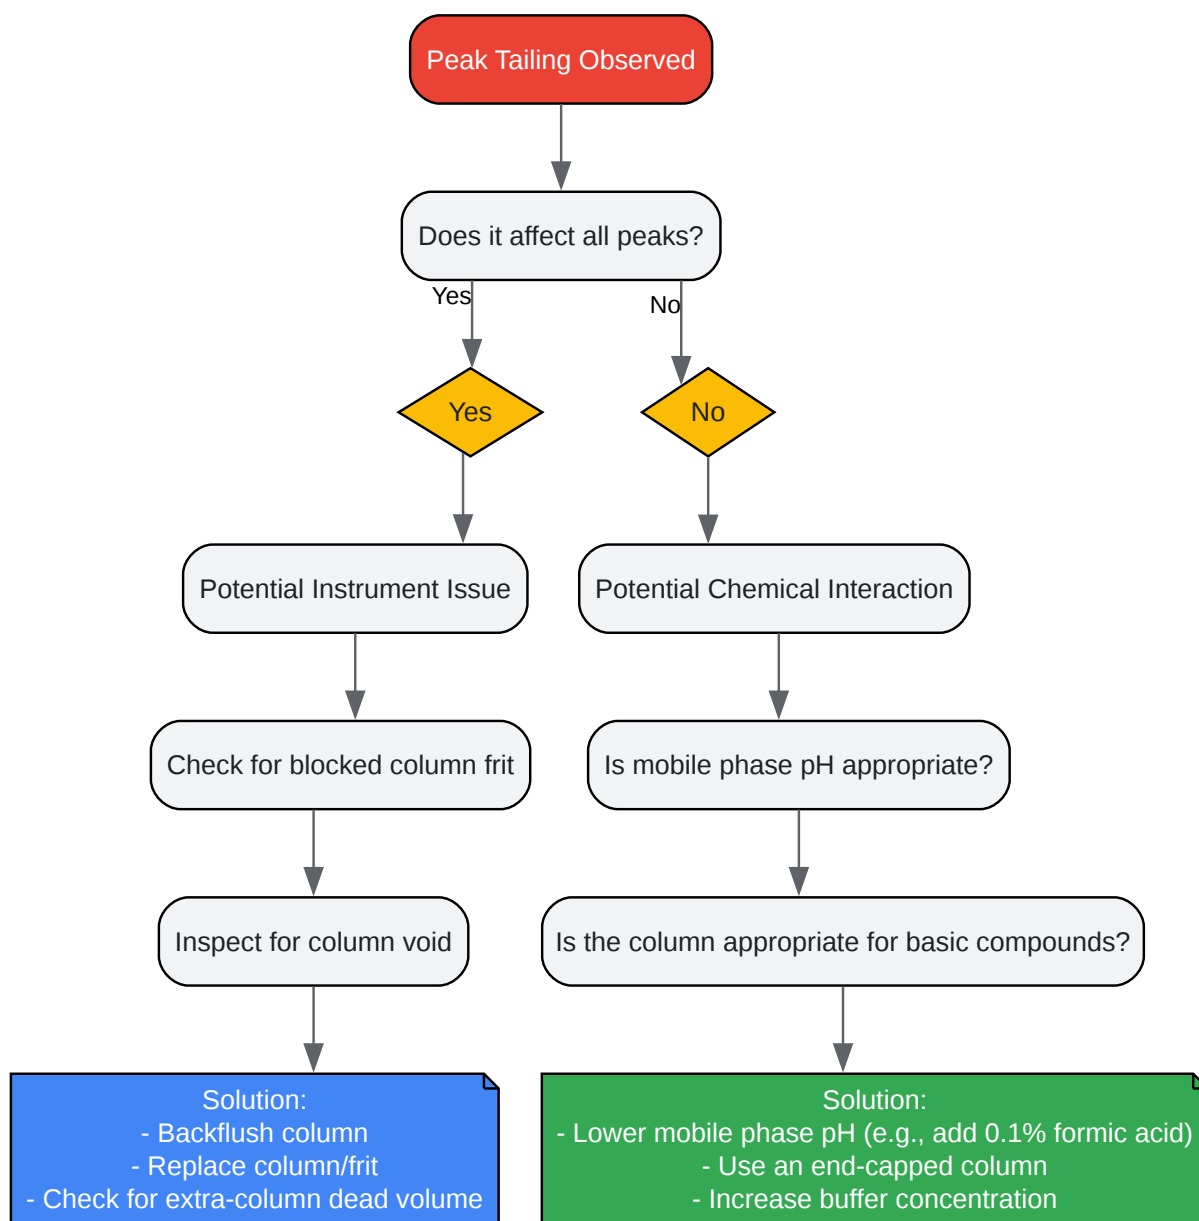 Peak Tailing Observed
Does it affect all peaks?
Yes
No
Yes
No
Potential Instrument Issue
Potential Chemical Interaction
Check for blocked column frit
Is mobile phase pH appropriate?
Inspect for column void
Is the column appropriate for basic compounds?
Solution:
- Backflush column
- Replace column/frit
- Check for extra-column dead volume
Solution:
- Lower mobile phase pH (e.g., add 0.1% formic acid)
- Use an end-capped column
- Increase buffer concentration